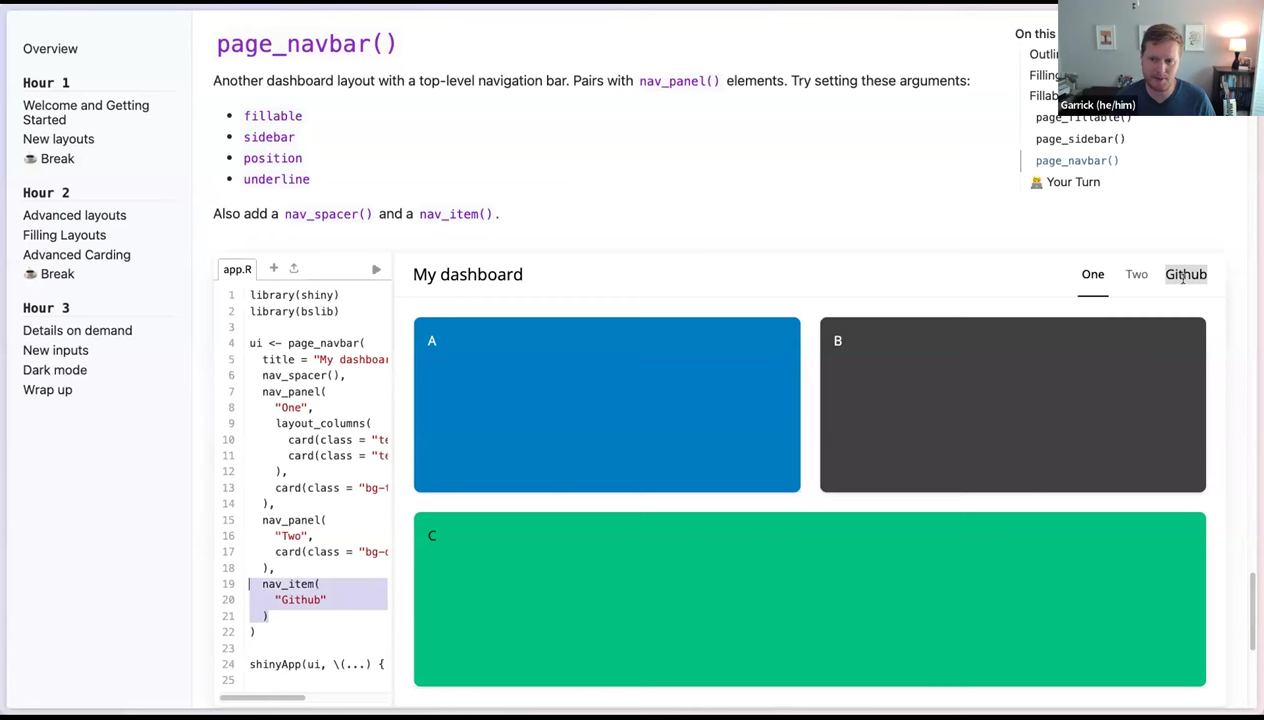 Overview
Hour 1
Welcome and Getting
Started
New layouts
☕ Break
Hour 2
Advanced layouts
Filling Layouts
Advanced Carding
☕ Break
Hour 3
Details on demand
New inputs
Dark mode
Wrap up
page_navbar()
Another dashboard layout with a top-level navigation bar. Pairs with nav_panel() elements. Try setting these arguments:
• fillable
• sidebar
• position
• underline
Also add a nav_spacer() and a nav_item().
app.R
1 library(shiny)
2 library(bslib)
3
4 ui <- page_navbar(
5 title = "My dashboar
6 nav_spacer(),
7 nav_panel(
8 "One",
9 layout_columns(
10 card(class = "te
11 card(class = "te
12 ),
13 card(class = "bg-
14 ),
15 nav_panel(
16 "Two",
17 card(class = "bg-
18 ),
19 nav_item(
20 "Github"
21 )
22 )
23
24 shinyApp(ui, \(...) {
25
My dashboard
One
Two
Github
A
B
C
On this
Outli
Filling
Fillab
page_fillable()
page_sidebar()
page_navbar()
🧑‍💻 Your Turn
Garrick (he/him)